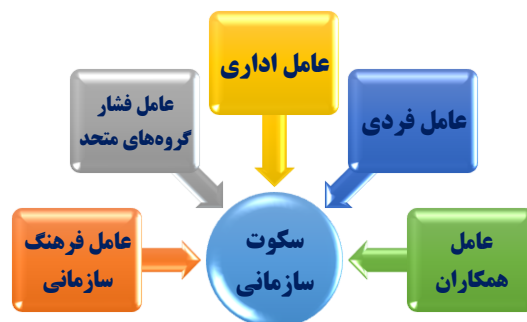 عامل اداری
عامل فردی
عامل فشار
گروه‌های متحد
عامل
همکاران
سکوت
سازمانی
عامل فرهنگ
سازمانی